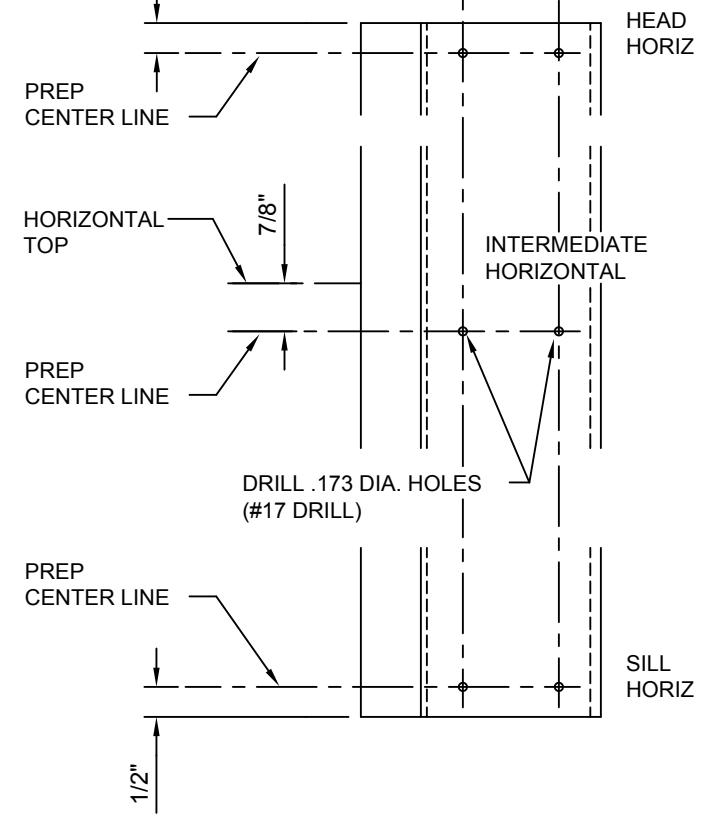 HEAD
HORIZ
PREP
CENTER LINE
HORIZONTAL
TOP
7/8"
INTERMEDIATE
HORIZONTAL
PREP
CENTER LINE
DRILL .173 DIA. HOLES
(#17 DRILL)
PREP
CENTER LINE
SILL
HORIZ
1/2"